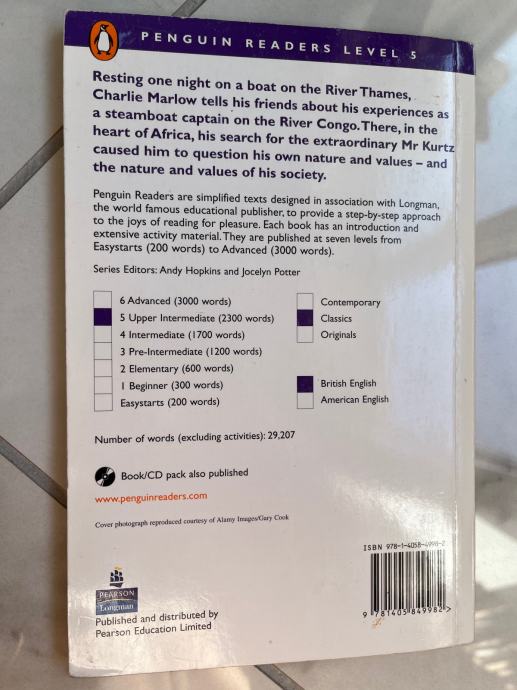 PENGUIN READERS LEVEL 5
Resting one night on a boat on the River Thames,
Charlie Marlow tells his friends about his experiences as
a steamboat captain on the River Congo. There, in the
heart of Africa, his search for the extraordinary Mr Kurtz
caused him to question his own nature and values – and
the nature and values of his society.
Penguin Readers are simplified texts designed in association with Longman,
the world famous educational publisher, to provide a step-by-step approach
to the joys of reading for pleasure. Each book has an introduction and
extensive activity material. They are published at seven levels from
Easystarts (200 words) to Advanced (3000 words).
Series Editors: Andy Hopkins and Jocelyn Potter
6 Advanced (3000 words)
5 Upper Intermediate (2300 words)
4 Intermediate (1700 words)
3 Pre-Intermediate (1200 words)
2 Elementary (600 words)
1 Beginner (300 words)
Easystarts (200 words)
Contemporary
Classics
Originals
British English
American English
Number of words (excluding activities): 29,207
Book/CD pack also published
www.penguinreaders.com
Cover photograph reproduced courtesy of Alamy Images/Gary Cook
PEARSON
Longman
Published and distributed by
Pearson Education Limited
ISBN 978-1-4058-4998-2
9 781405 849982 >